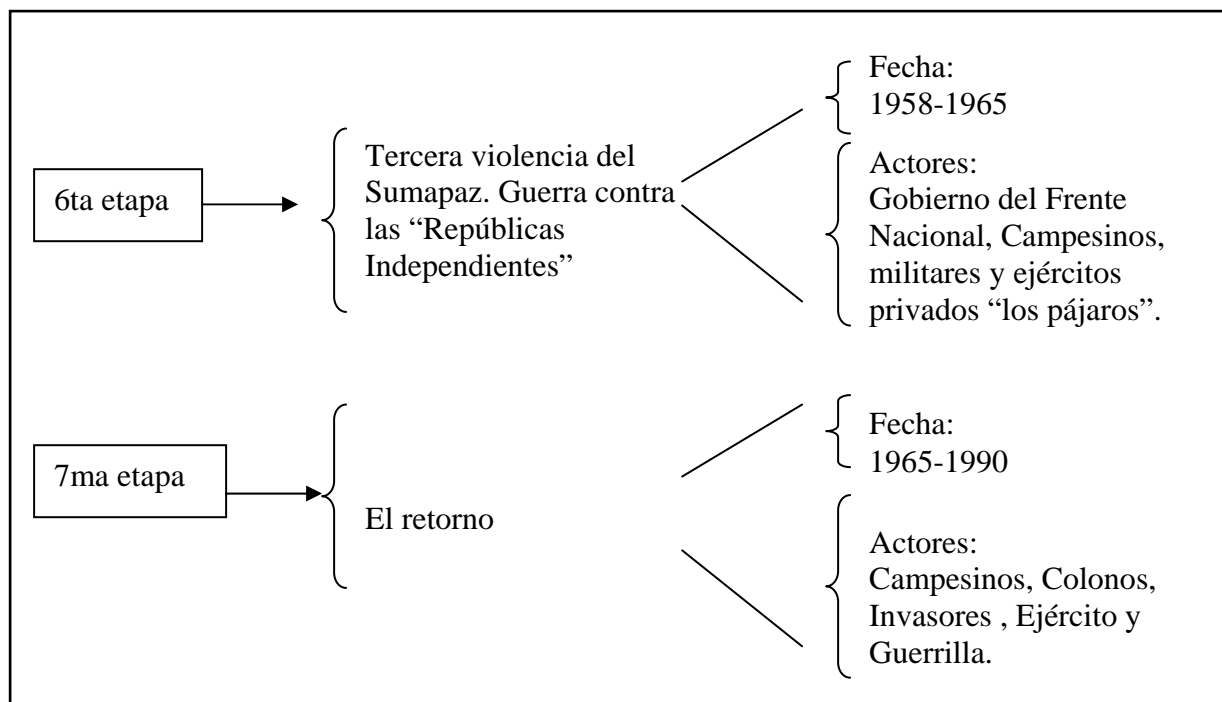 6ta etapa
Tercera violencia del
Sumapaz. Guerra contra
las “Repúblicas
Independientes”
Fecha:
1958-1965
Actores:
Gobierno del Frente
Nacional, Campesinos,
militares y ejércitos
privados “los pájaros”.
7ma etapa
El retorno
Fecha:
1965-1990
Actores:
Campesinos, Colonos,
Invasores , Ejército y
Guerrilla.